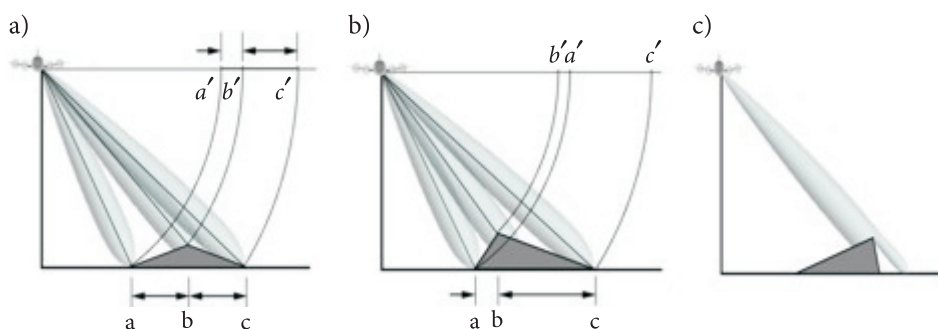 a)
b)
c)
a′ b′ c′
b′ a′ c′
a b c
a b c